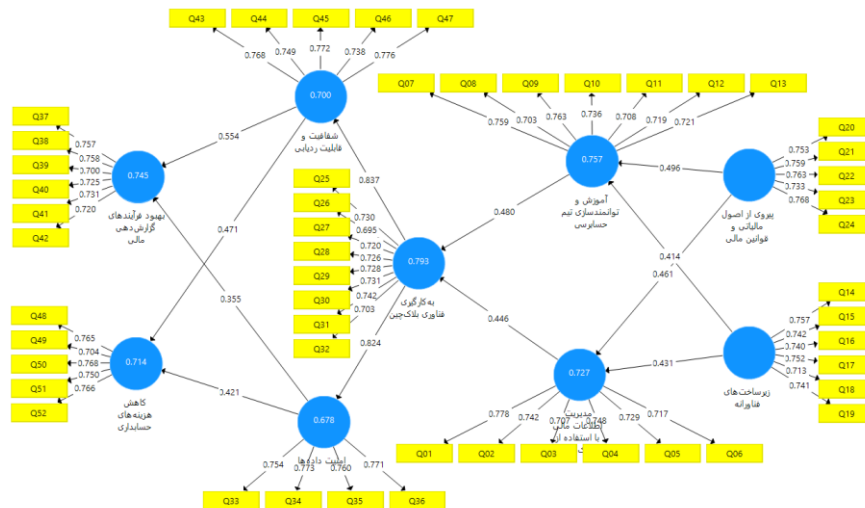 Q43 Q44 Q45 Q46 Q47
0.768 0.749 0.772 0.738 0.776
0.700
شفافیت و
قابلیت ردیابی
Q07 Q08 Q09 Q10 Q11 Q12 Q13
0.759 0.703 0.763 0.736 0.708 0.719 0.721
0.757
آموزش و
توانمندسازی تیم
حسابرسی
Q20
Q21
Q22
Q23
Q24
0.753
0.759
0.763
0.733
0.768
پیروی از اصول
مالیاتی و
قوانین مالی
Q37
Q38
Q39
Q40
Q41
Q42
0.757
0.758
0.700
0.725
0.731
0.720
0.745
بهبود فرآیندهای
گزارش‌دهی
مالی
0.554
0.471
0.355
0.837
0.480
0.496
0.414
0.461
Q25
Q26
Q27
Q28
Q29
Q30
Q31
Q32
0.730
0.695
0.720
0.726
0.728
0.731
0.742
0.703
0.793
به‌کارگیری
فناوری بلاک‌چین
0.446
0.824
0.431
0.421
Q14
Q15
Q16
Q17
Q18
Q19
0.757
0.742
0.740
0.752
0.713
0.741
زیرساخت‌های
فناورانه
Q48
Q49
Q50
Q51
Q52
0.765
0.704
0.768
0.750
0.766
0.714
کاهش
هزینه‌های
حسابداری
0.678
امنیت داده‌ها
0.754 0.773 0.760 0.771
Q33 Q34 Q35 Q36
0.727
مدیریت
اطلاعات مالی
با استفاده از
0.778 0.742 0.707 0.748 0.729 0.717
Q01 Q02 Q03 Q04 Q05 Q06